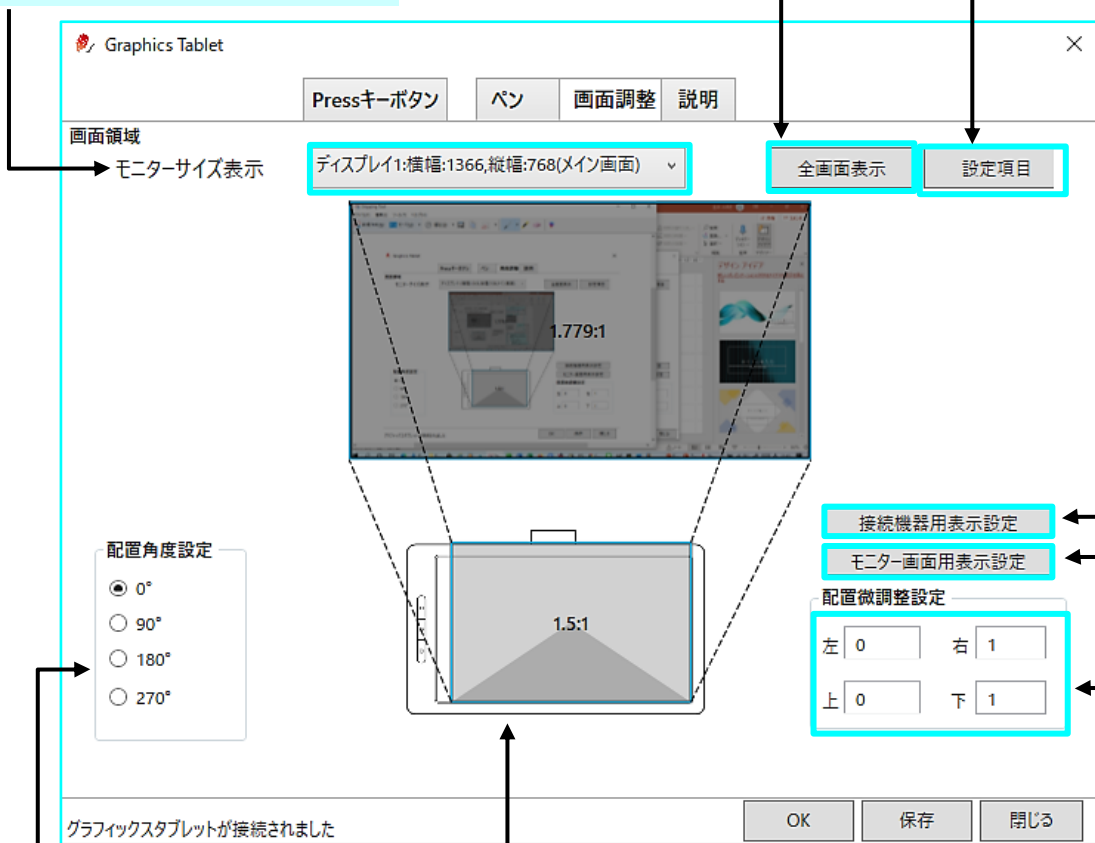 Graphics Tablet
Pressキーボタン ペン 画面調整 説明
画面領域
モニターサイズ表示 ディスプレイ1:横幅:1366,縦幅:768(メイン画面) 全画面表示 設定項目
1.779:1
接続機器用表示設定
モニター画面用表示設定
配置角度設定
0°
90°
180°
270°
1.5:1
配置微調整設定
左 0 右 1
上 0 下 1
グラフィックスタブレットが接続されました
OK 保存 閉じる